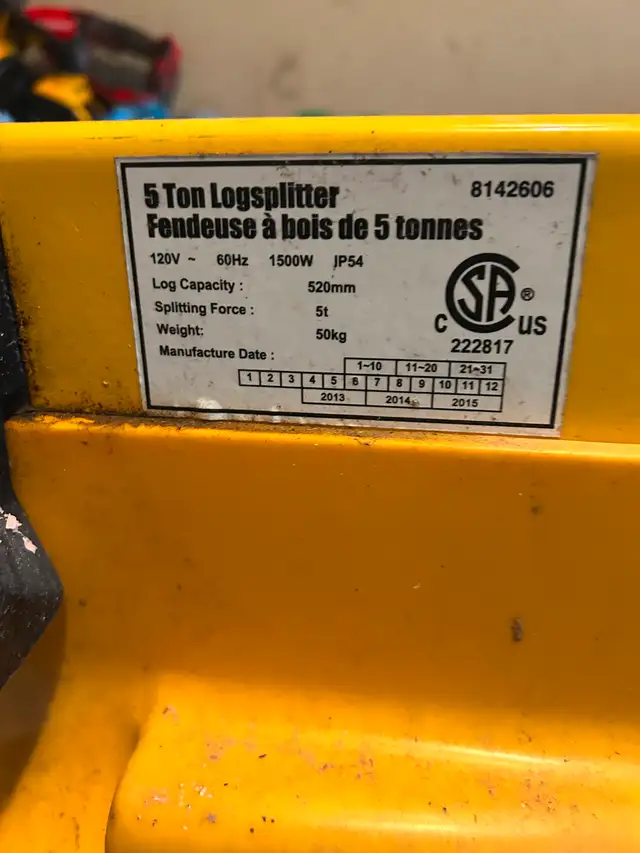 5 Ton Logsplitter 8142606
Fendeuse à bois de 5 tonnes
120V ~ 60Hz 1500W IP54
Log Capacity : 520mm
Splitting Force : 5t
Weight: 50kg
C SA ® US
222817
Manufacture Date :
1~10 11~20 21~31
1 2 3 4 5 6 7 8 9 10 11 12
2013 2014 2015